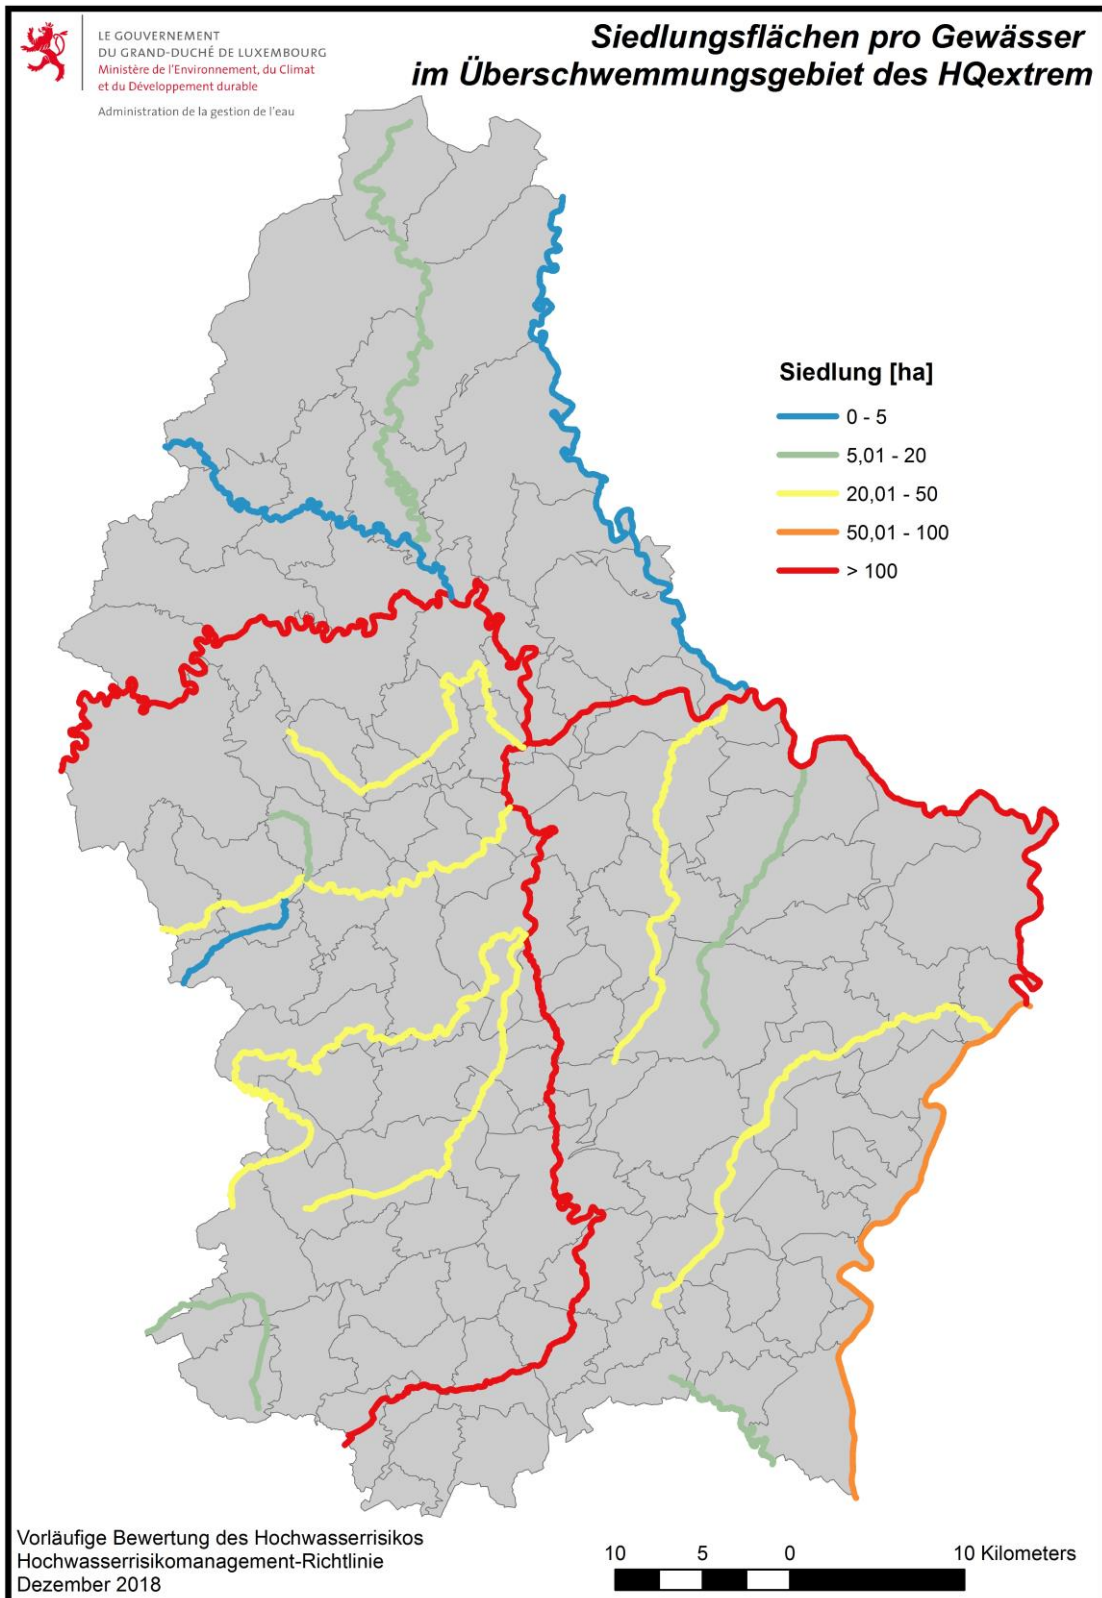 LE GOUVERNEMENT
DU GRAND-DUCHÉ DE LUXEMBOURG
Ministère de l'Environnement, du Climat
et du Développement durable
Administration de la gestion de l'eau
Siedlungsflächen pro Gewässer
im Überschwemmungsgebiet des HQextrem
Siedlung [ha]
0 - 5
5,01 - 20
20,01 - 50
50,01 - 100
> 100
Vorläufige Bewertung des Hochwasserrisikos
Hochwasserrisikomanagement-Richtlinie
Dezember 2018
10 5 0 10 Kilometers